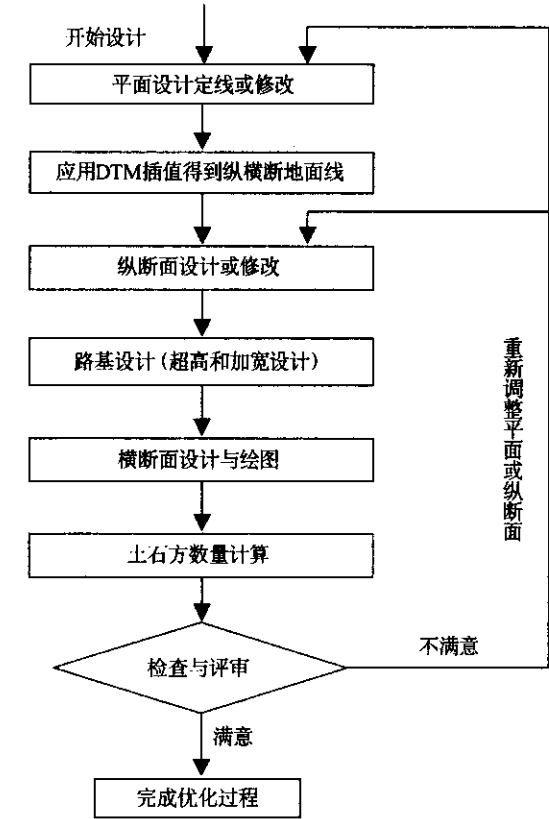 开始设计
平面设计定线或修改
应用DTM插值得到纵横断地面线
纵断面设计或修改
路基设计(超高和加宽设计)
横断面设计与绘图
土石方数量计算
检查与评审
不满意
重新调整平面或纵断面
满意
完成优化过程